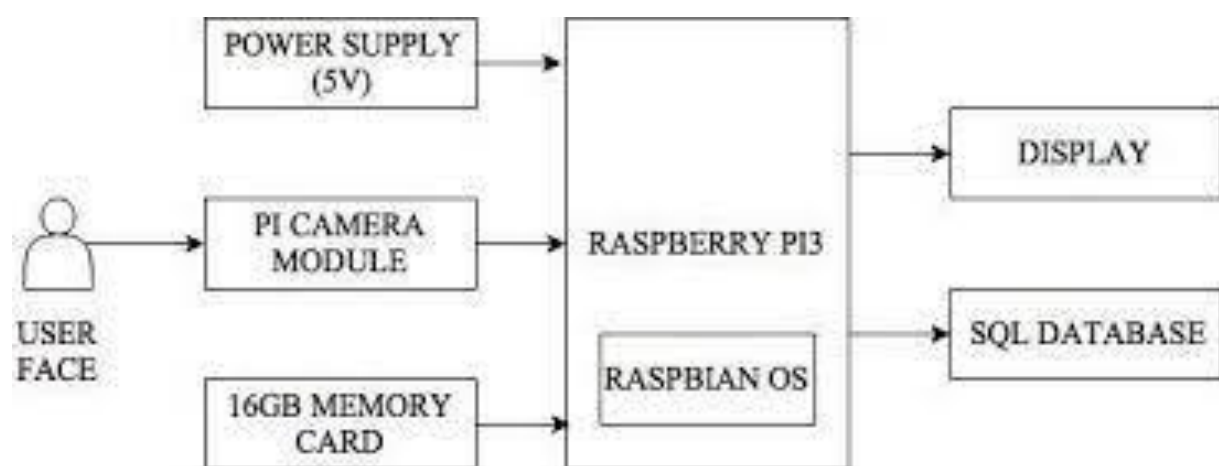 POWER SUPPLY
(5V)
PI CAMERA
MODULE
USER
FACE
16GB MEMORY
CARD
RASPBERRY PI3
RASPBIAN OS
DISPLAY
SQL DATABASE